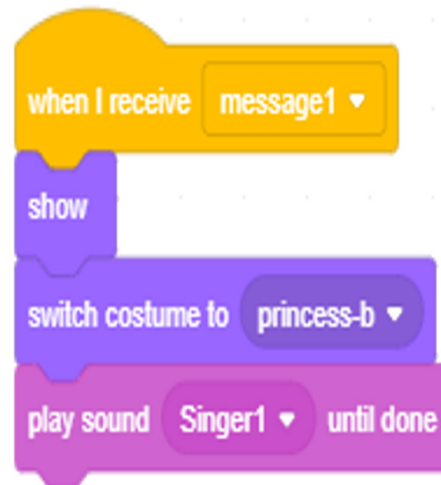 when I receive message1
show
switch costume to princess-b
play sound Singer1 until done